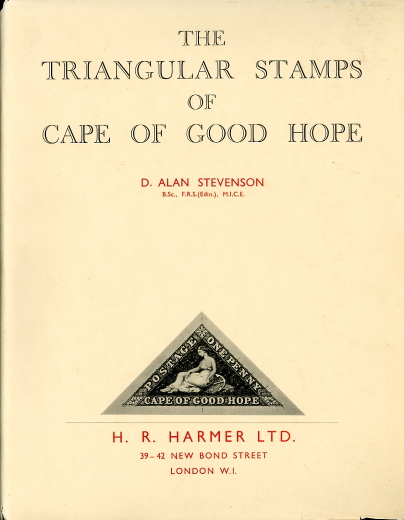 THE
TRIANGULAR STAMPS
OF
CAPE OF GOOD HOPE
D. ALAN STEVENSON
B.Sc., F.R.S.(Edin.), M.I.C.E.
POSTAGE ONE PENNY
CAPE OF GOOD HOPE
H. R. HARMER LTD.
39-42 NEW BOND STREET
LONDON W.I.